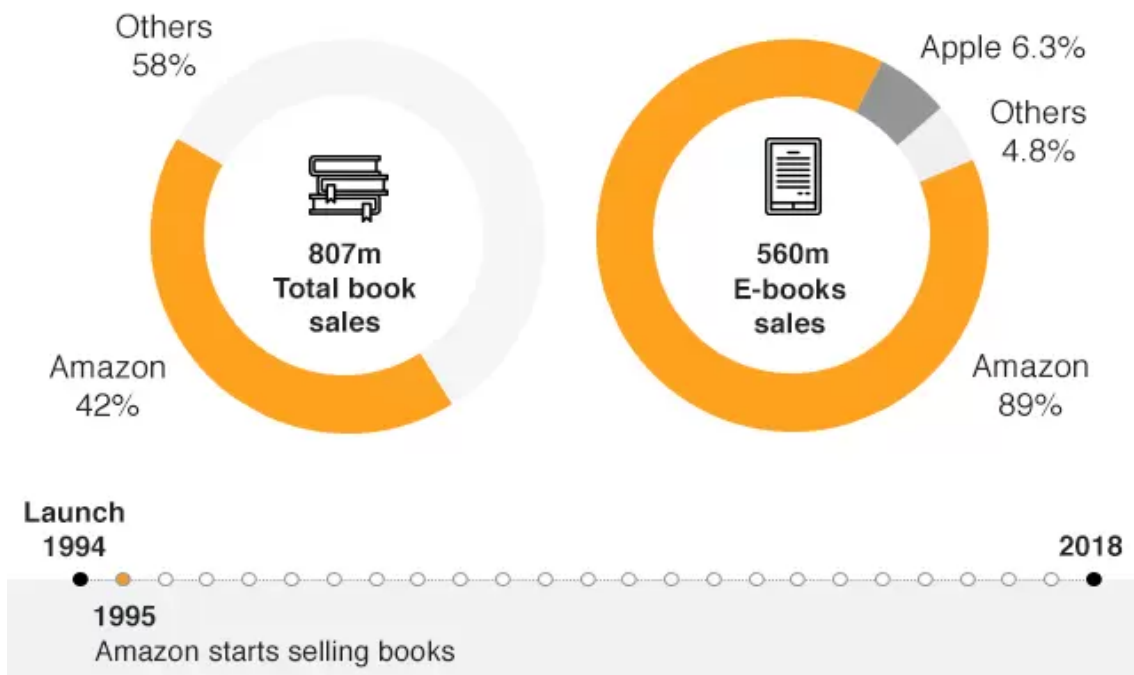 Others
58%
807m
Total book
sales
Amazon
42%
Apple 6.3%
Others
4.8%
560m
E-books
sales
Amazon
89%
Launch
1994
2018
1995
Amazon starts selling books